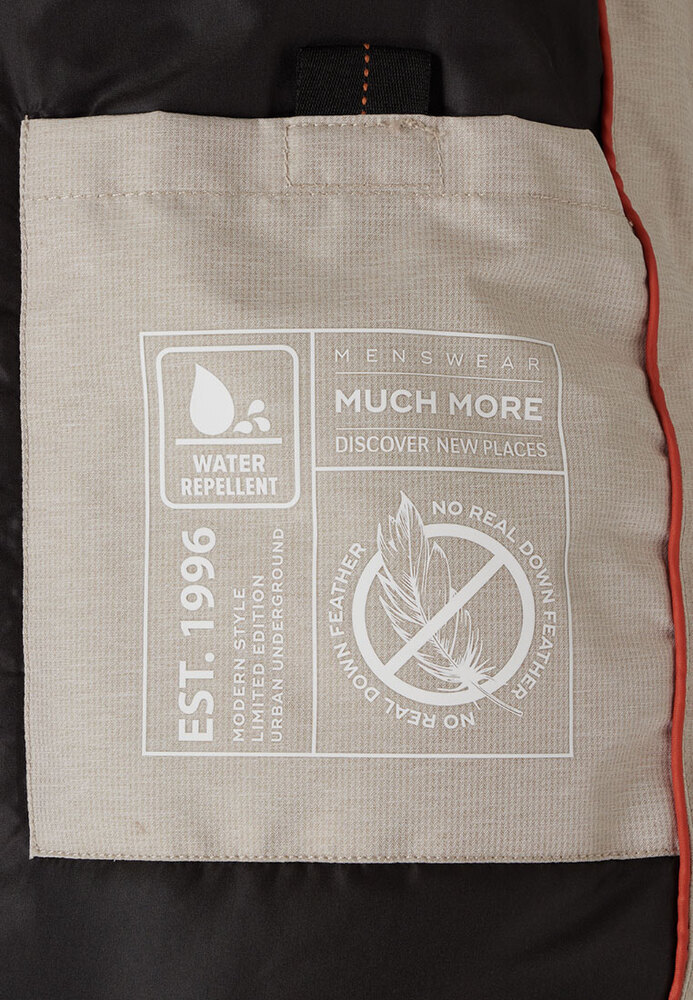 WATER
REPELLENT
MENSWEAR
MUCH MORE
DISCOVER NEW PLACES
EST. 1996
MODERN STYLE
LIMITED EDITION
URBAN UNDERGROUND
NO REAL DOWN FEATHER
NO REAL DOWN FEATHER